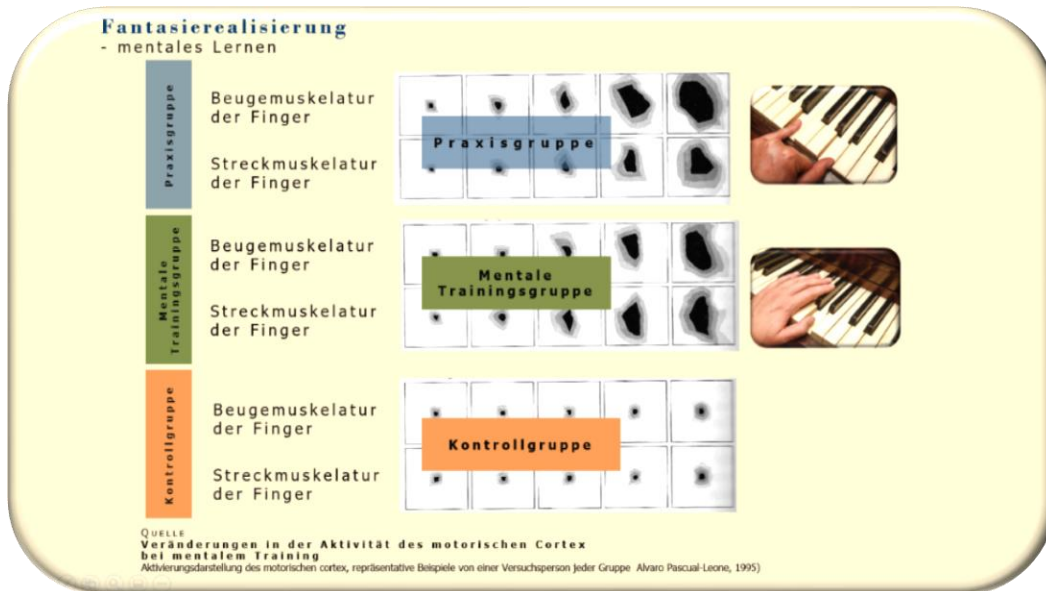 Fantasierealisierung
- mentales Lernen
Praxisgruppe
Beugemuskelatur
der Finger
Streckmuskelatur
der Finger
Praxisgruppe
Mentale
Trainingsgruppe
Beugemuskelatur
der Finger
Streckmuskelatur
der Finger
Mentale
Trainingsgruppe
Kontrollgruppe
Beugemuskelatur
der Finger
Streckmuskelatur
der Finger
Kontrollgruppe
Quelle
Veränderungen in der Aktivität des motorischen Cortex
bei mentalem Training
Aktivierungsdarstellung des motorischen cortex, repräsentative Beispiele von einer Versuchsperson jeder Gruppe Alvaro Pascual-Leone, 1995)